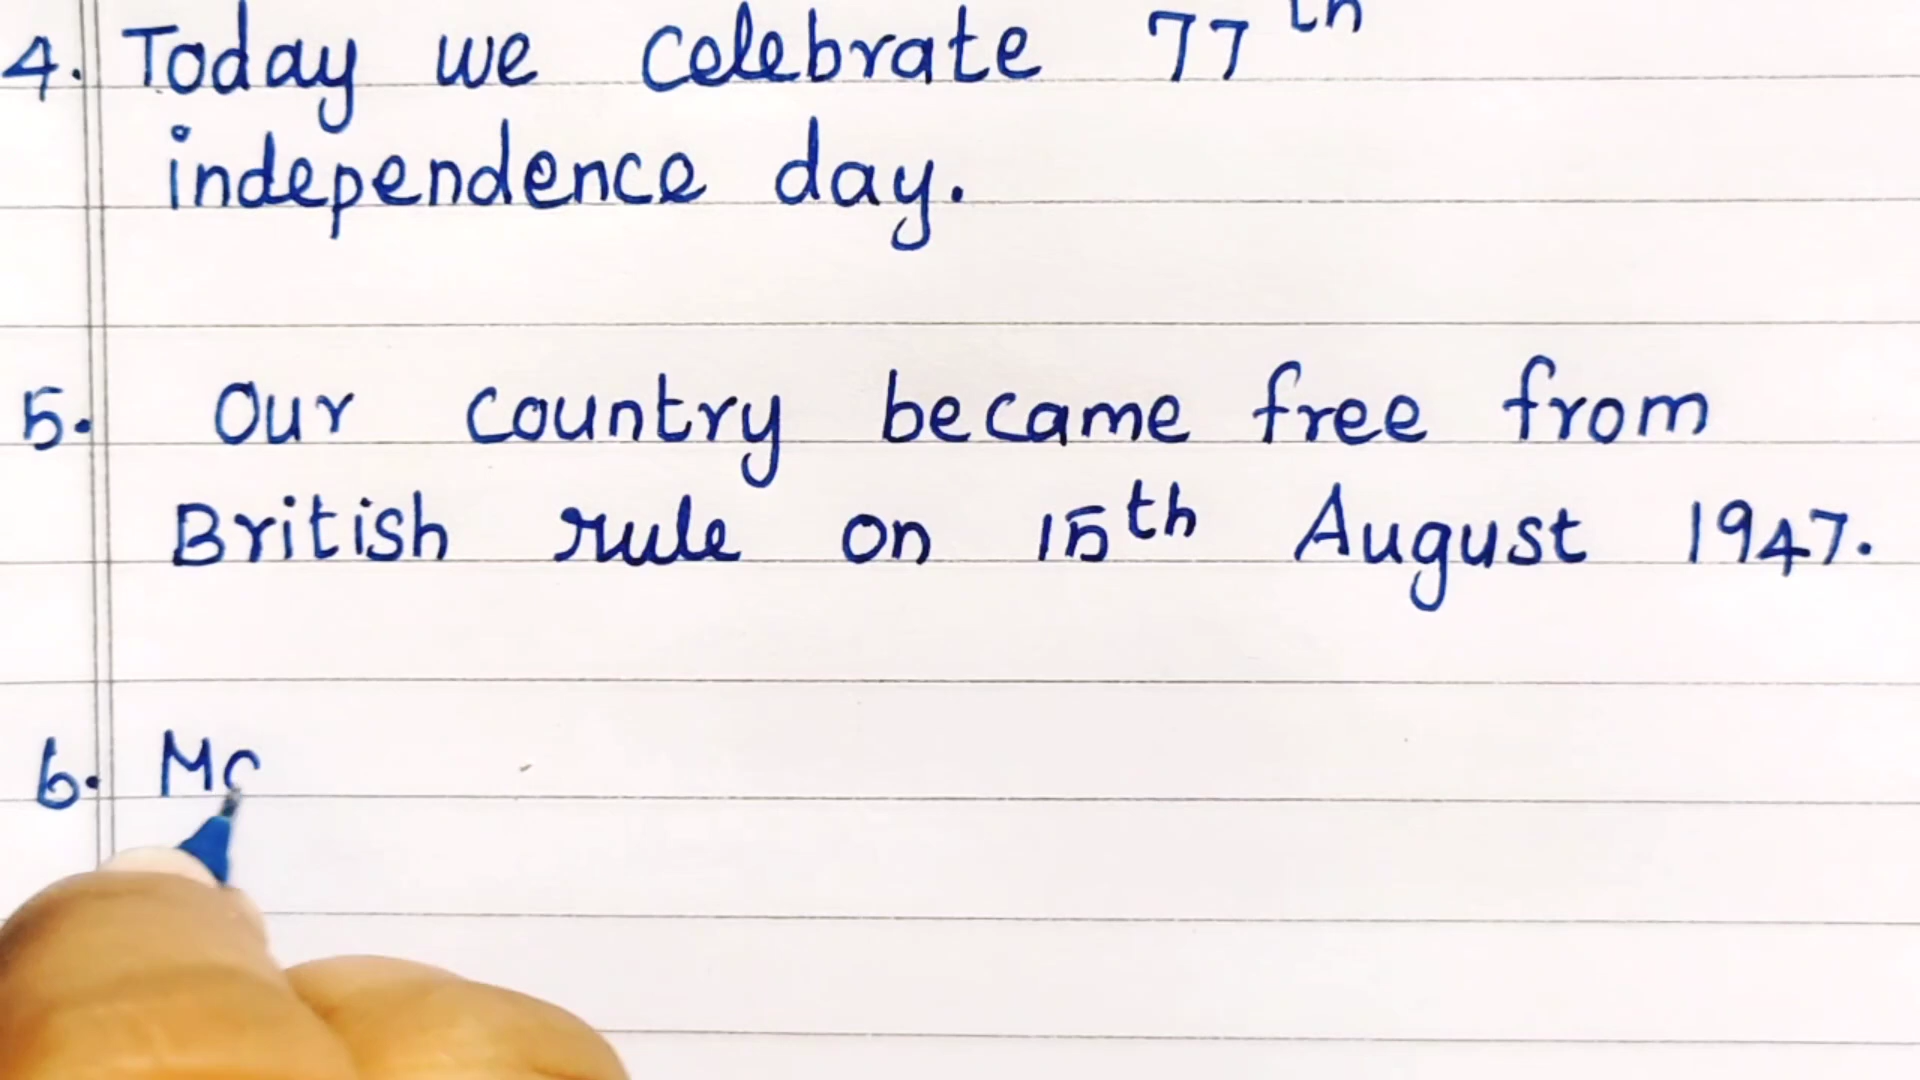 4. Today we celebrate 77th
independence day.
5. Our country became free from
British rule on 15th August 1947.
6.